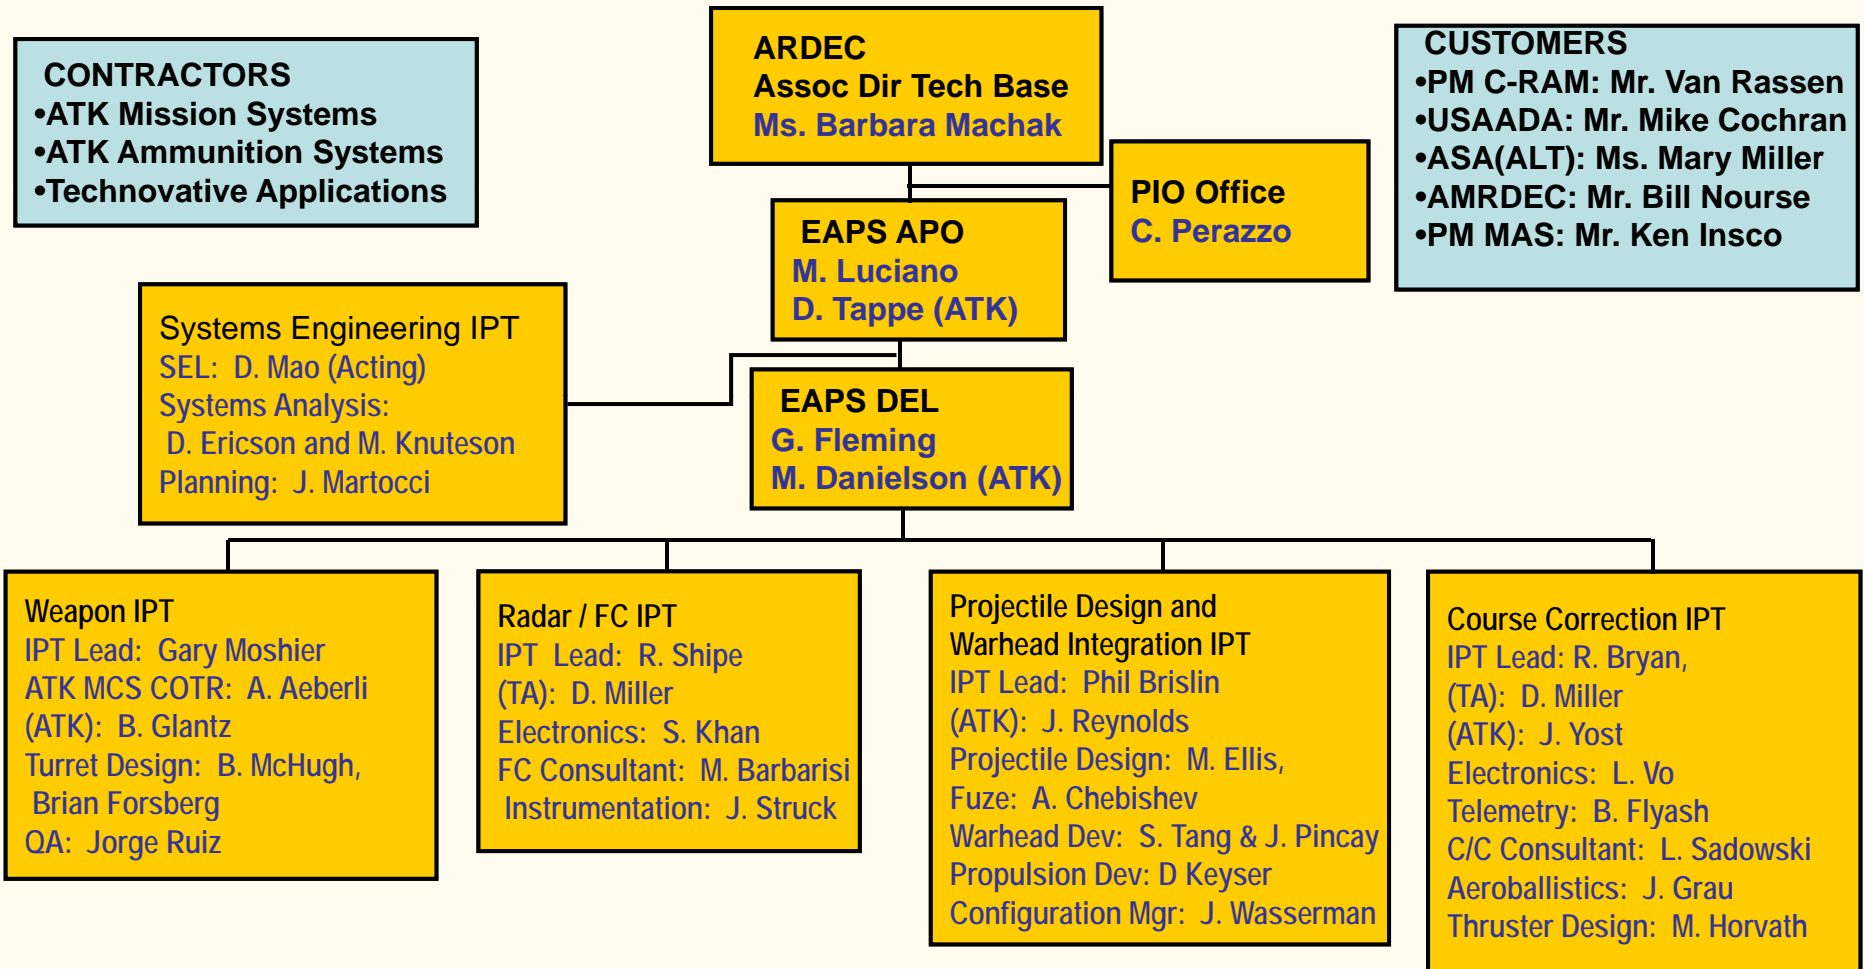 CONTRACTORS
•ATK Mission Systems
•ATK Ammunition Systems
•Technovative Applications
ARDEC
Assoc Dir Tech Base
Ms. Barbara Machak
CUSTOMERS
•PM C-RAM: Mr. Van Rassen
•USAADA: Mr. Mike Cochran
•ASA(ALT): Ms. Mary Miller
•AMRDEC: Mr. Bill Nourse
•PM MAS: Mr. Ken Insco
PIO Office
C. Perazzo
EAPS APO
M. Luciano
D. Tappe (ATK)
Systems Engineering IPT
SEL: D. Mao (Acting)
Systems Analysis:
D. Ericson and M. Knuteson
Planning: J. Martocci
EAPS DEL
G. Fleming
M. Danielson (ATK)
Weapon IPT
IPT Lead: Gary Moshier
ATK MCS COTR: A. Aeberli
(ATK): B. Glantz
Turret Design: B. McHugh,
Brian Forsberg
QA: Jorge Ruiz
Radar / FC IPT
IPT Lead: R. Shipe
(TA): D. Miller
Electronics: S. Khan
FC Consultant: M. Barbarisi
Instrumentation: J. Struck
Projectile Design and
Warhead Integration IPT
IPT Lead: Phil Brislin
(ATK): J. Reynolds
Projectile Design: M. Ellis,
Fuze: A. Chebishev
Warhead Dev: S. Tang & J. Pincay
Propulsion Dev: D Keyser
Configuration Mgr: J. Wasserman
Course Correction IPT
IPT Lead: R. Bryan,
(TA): D. Miller
(ATK): J. Yost
Electronics: L. Vo
Telemetry: B. Flyash
C/C Consultant: L. Sadowski
Aeroballistics: J. Grau
Thruster Design: M. Horvath